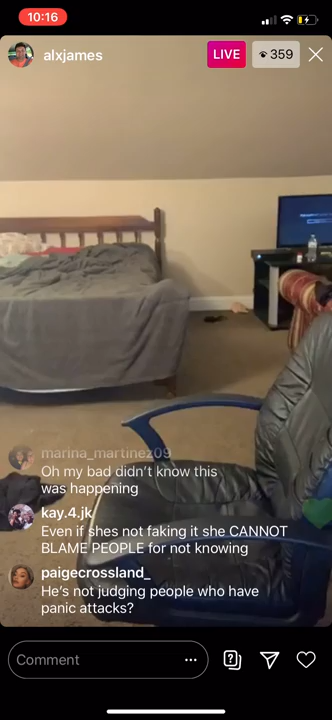 10:16
alxjames
LIVE
359
marina_martinez09
Oh my bad didn't know this
was happening
kay.4.jk
Even if shes not faking it she CANNOT
BLAME PEOPLE for not knowing
paigecrossland_
He's not judging people who have
panic attacks?
Comment